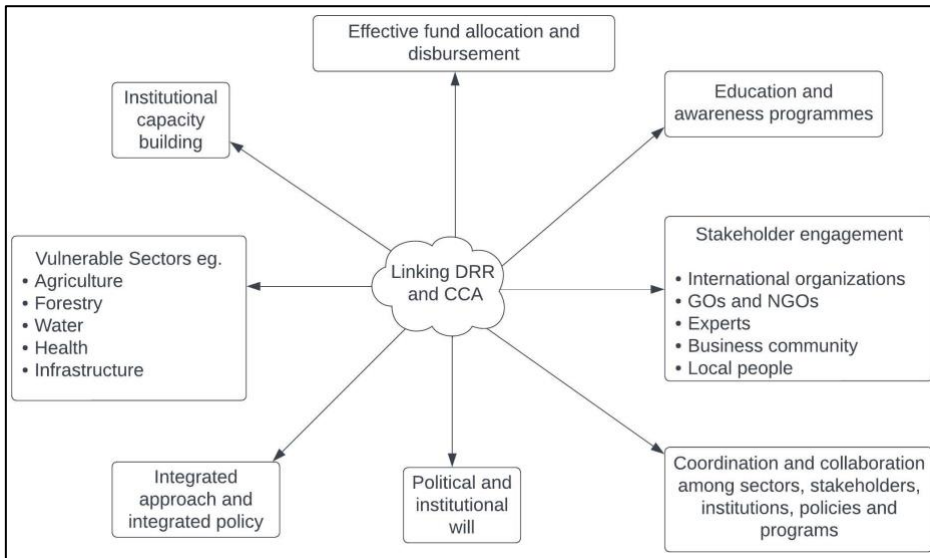 Effective fund allocation and
disbursement
Institutional
capacity
building
Education and
awareness programmes
Vulnerable Sectors eg.
• Agriculture
• Forestry
• Water
• Health
• Infrastructure
Linking DRR
and CCA
Stakeholder engagement
• International organizations
• GOs and NGOs
• Experts
• Business community
• Local people
Integrated
approach and
integrated policy
Political and
institutional
will
Coordination and collaboration
among sectors, stakeholders,
institutions, policies and
programs